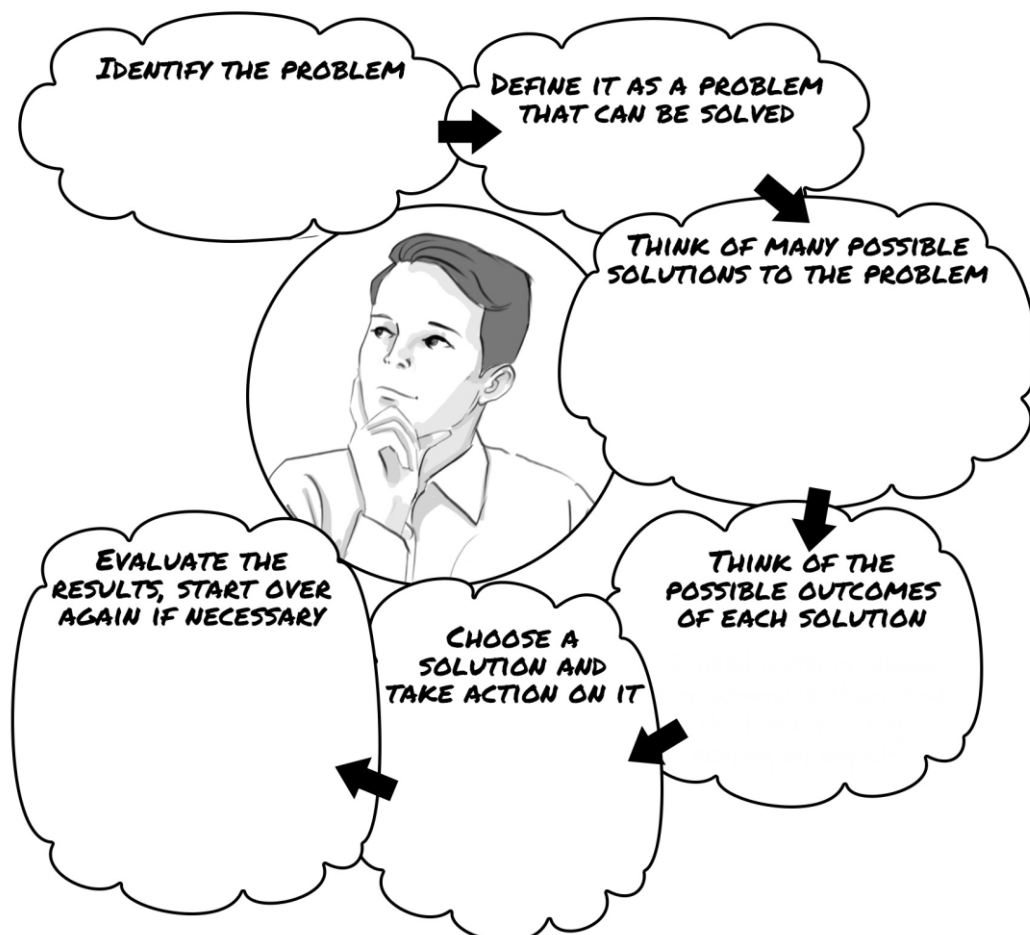 IDENTIFY THE PROBLEM
DEFINE IT AS A PROBLEM
THAT CAN BE SOLVED
THINK OF MANY POSSIBLE
SOLUTIONS TO THE PROBLEM
THINK OF THE
POSSIBLE OUTCOMES
OF EACH SOLUTION
CHOOSE A
SOLUTION AND
TAKE ACTION ON IT
EVALUATE THE
RESULTS, START OVER
AGAIN IF NECESSARY